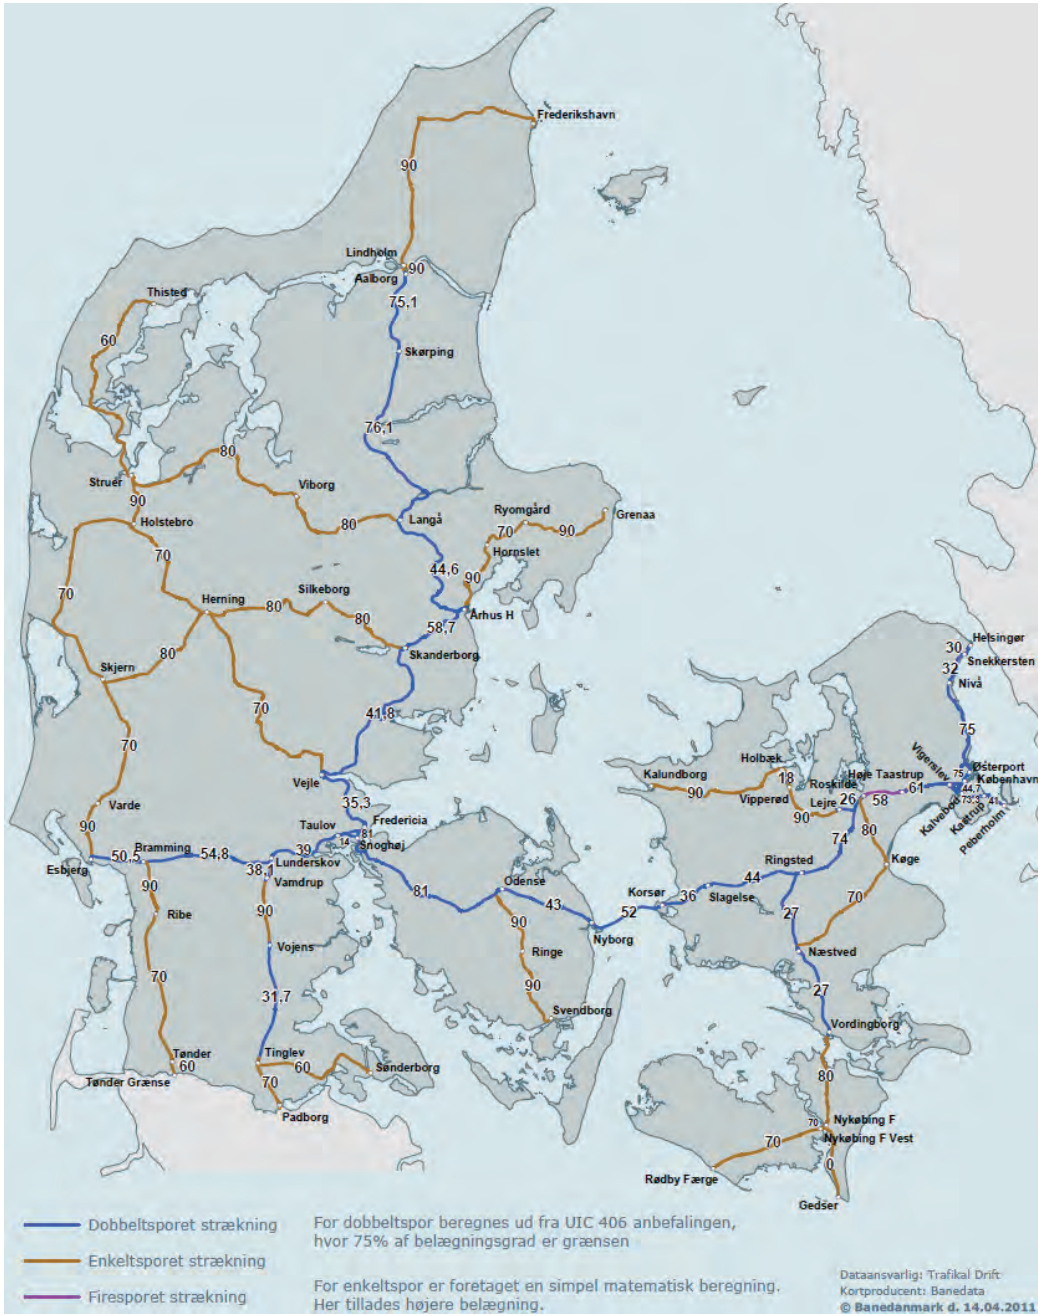 Frederikshavn
90
Lindholm
90
Aalborg
75,1
Thisted
60
Skørping
76,1
80
Struer
Viborg
90
Holstebro
80
Langå
Ryomgård
70
90
Grenaa
Hornslet
70
44,6
90
70
Herning
80
Silkeborg
80
Århus H
58,7
Skanderborg
80
Skjern
70
41,8
70
Vejle
Varde
35,3
90
Taulov
Fredericia
81
14
Snoghøj
Esbjerg
50,5
Bramming
54,8
39
Lunderskov
38,1
Vamdrup
90
Ribe
90
Vojens
70
31,7
Tønder
60
Tønder Grænse
Tinglev
60
70
Sønderborg
Padborg
81
Odense
43
90
Ringe
90
Svendborg
Nyborg
52
Korsør
36
Slagelse
44
Ringsted
74
27
Helsingør
30
Snekkersten
32
Nivå
75
Holbæk
Kalundborg
18
90
Vipperød
90
Lejre
Roskilde
26
58
Høje Taastrup
61
Vigerslev
75
Østerport
København
44,7
73,3
41
Kalvebod
Kastrup
Peberholm
80
Køge
70
Næstved
27
Vordingborg
80
Nykøbing F
70
Nykøbing F Vest
70
Rødby Færge
0
Gedser
Dobbeltsporet strækning
Enkeltsporet strækning
Firesporet strækning
For dobbeltspor beregnes ud fra UIC 406 anbefalingen,
hvor 75% af belægningsgrad er grænsen
For enkeltspor er foretaget en simpel matematisk beregning.
Her tillades højere belægning.
Dataansvarlig: Trafikal Drift
Kortproducent: Banedata
© Banedanmark d. 14.04.2011